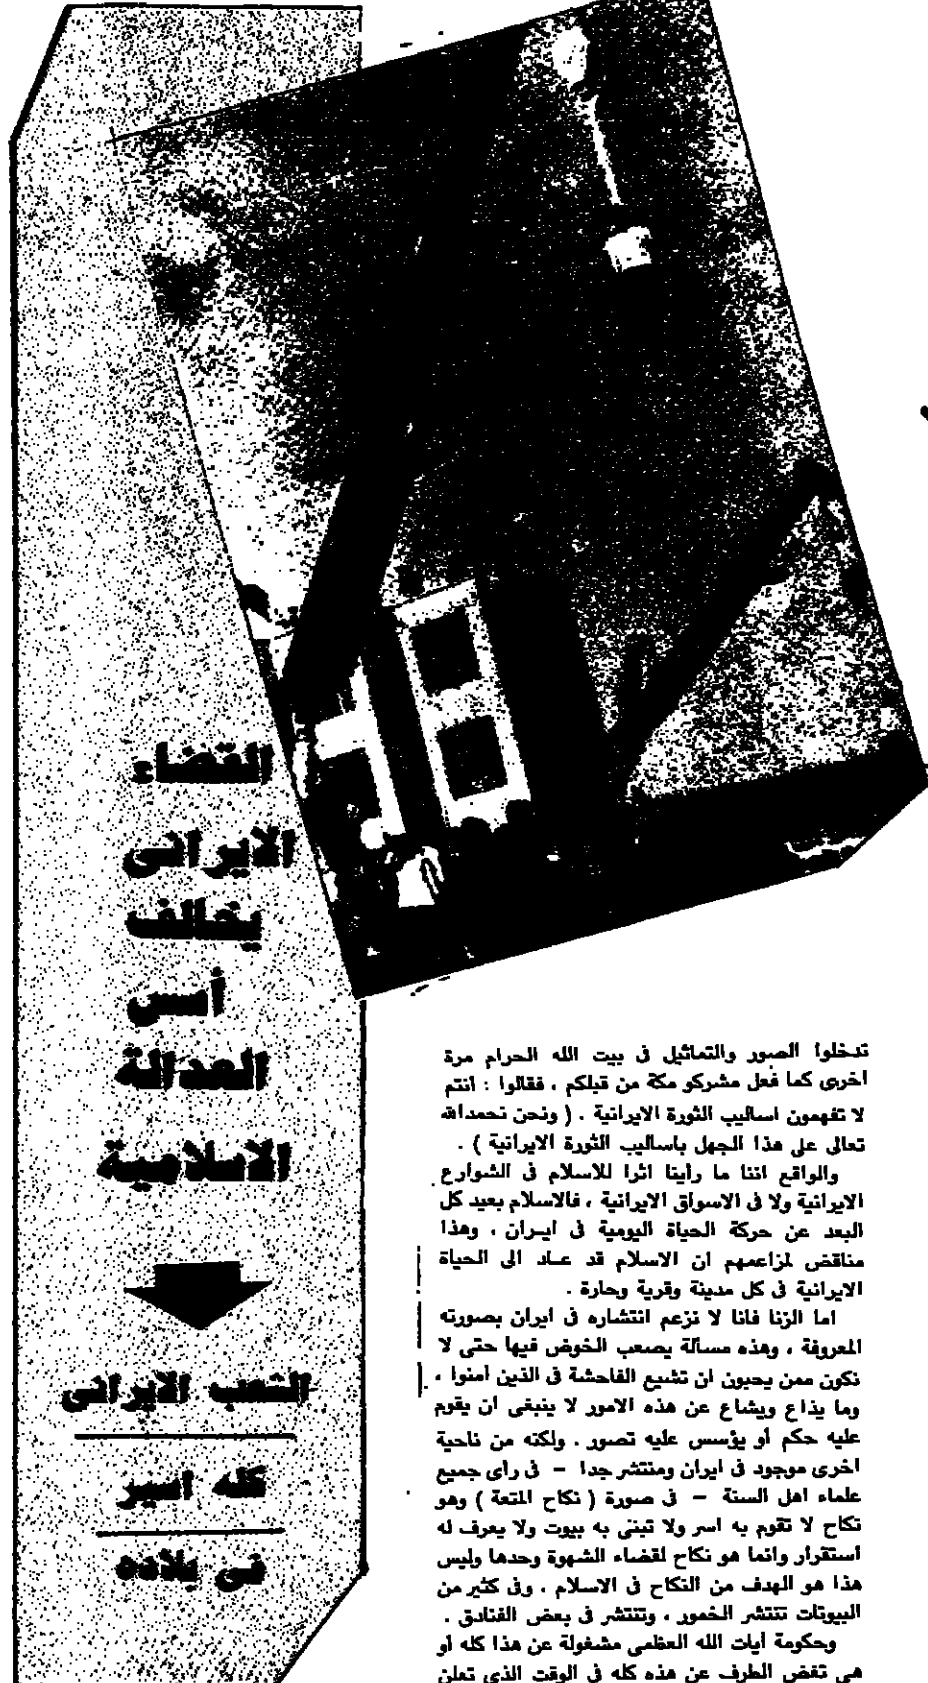 القضاء
الايرانى
يخالف
أسس
العدالة
الاسلامية
الشعب الايرانى
كله اسير
فى بلاده
تدخلوا الصور والتماثيل فى بيت الله الحرام مرة
اخرى كما فعل مشركو مكة من قبلكم ، فقالوا : أنتم
لا تفهمون اساليب الثورة الايرانية . ( ونحن نحمدالله
تعالى على هذا الجهل باساليب الثورة الايرانية ) .
والواقع اننا ما رأينا اثرا للاسلام فى الشوارع
الايرانية ولا فى الاسواق الايرانية ، فالاسلام بعيد كل
البعد عن حركة الحياة اليومية فى ايـران ، وهذا
مناقض لمزاعمهم ان الاسلام قد عـاد الى الحياة
الايرانية فى كل مدينة وقرية وحارة .
اما الزنا فانا لا نزعم انتشاره فى ايران بصورته
المعروفة ، وهذه مسألة يصعب الخوض فيها حتى لا
نكون ممن يحبون ان تشيع الفاحشة فى الذين آمنوا ،
وما يذاع ويشاع عن هذه الامور لا ينبغى ان يقوم
عليه حكم أو يؤسس عليه تصور . ولكنه من ناحية
اخرى موجود فى ايران ومنتشر جدا – فى رأى جميع
علماء اهل السنة – فى صورة ( نكاح المتعة ) وهو
نكاح لا تقوم به اسر ولا تبنى به بيوت ولا يعرف له
استقرار وانما هو نكاح لقضاء الشهوة وحدها وليس
هذا هو الهدف من النكاح فى الاسلام ، وفى كثير من
البيوتات تنتشر الخمور ، وتنتشر فى بعض الفنادق .
وحكومة أيات الله العظمى مشغولة عن هذا كله او
هى تغض الطرف عن هذه كله فى الوقت الذى تعلن